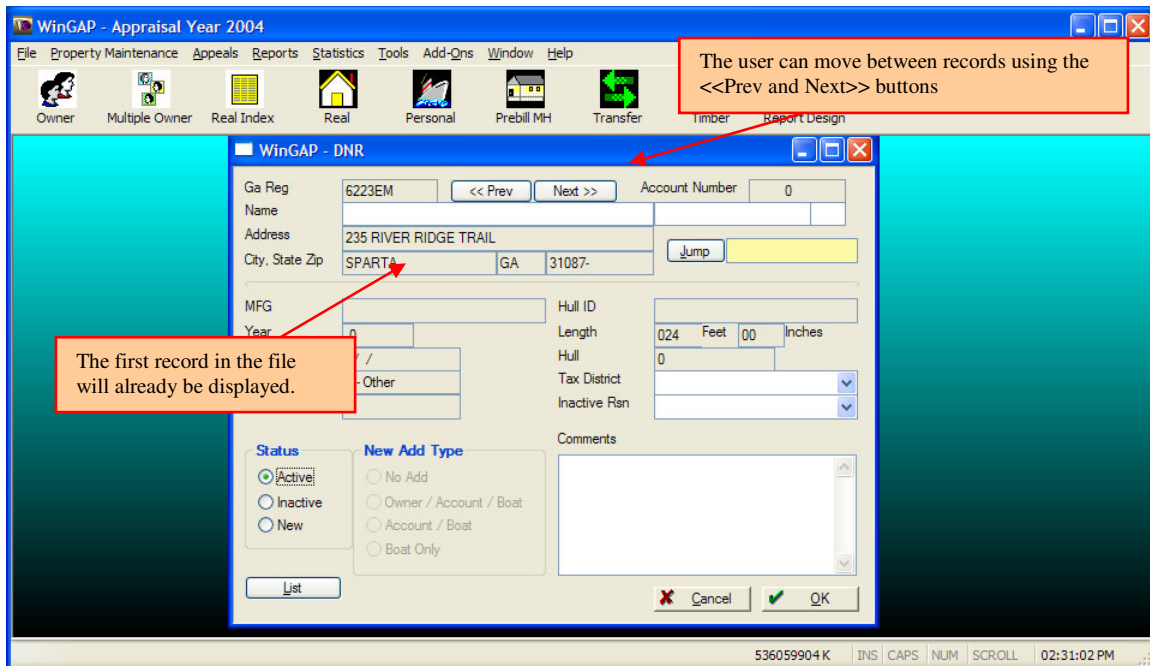 WinGAP - Appraisal Year 2004
File Property Maintenance Appeals Reports Statistics Tools Add-Ons Window Help
The user can move between records using the
<<Prev and Next>> buttons
Owner Multiple Owner Real Index Real Personal Prebill MH Transfer Timber Report Design
WinGAP - DNR
Ga Reg 6223EM << Prev Next >> Account Number 0
Name
Address 235 RIVER RIDGE TRAIL
Jump
City, State Zip SPARTA GA 31087-
MFG Hull ID
Year 0 Length 024 Feet 00 Inches
The first record in the file
will already be displayed.
/ / Hull 0
- Other Tax District
Inactive Rsn
Comments
Status New Add Type
Active No Add
Inactive Owner / Account / Boat
New Account / Boat
Boat Only
List
Cancel OK
536059904 K INS CAPS NUM SCROLL 02:31:02 PM